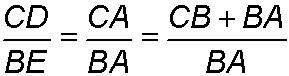 CD/BE = CA/BA = (CB + BA)/BA